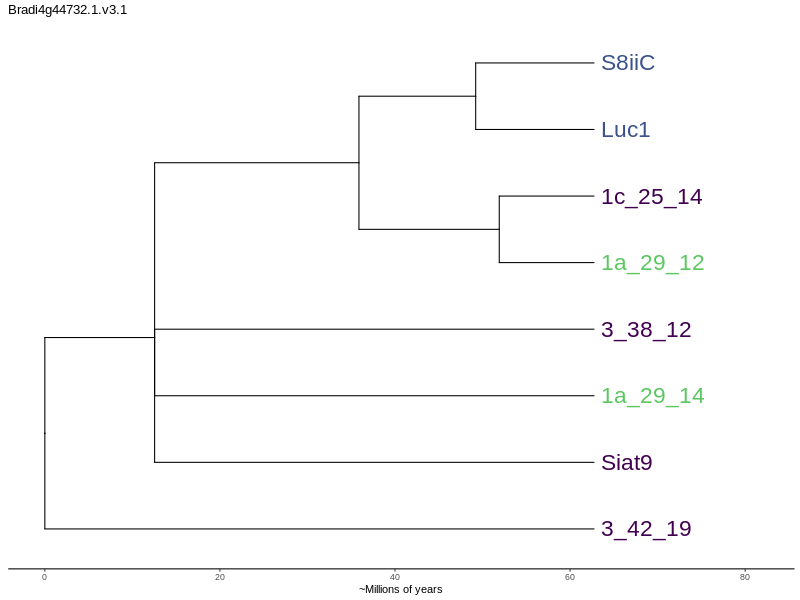 Bradi4g44732.1.v3.1
S8iiC
Luc1
1c_25_14
1a_29_12
3_38_12
1a_29_14
Siat9
3_42_19
0 20 40 60 80
~Millions of years